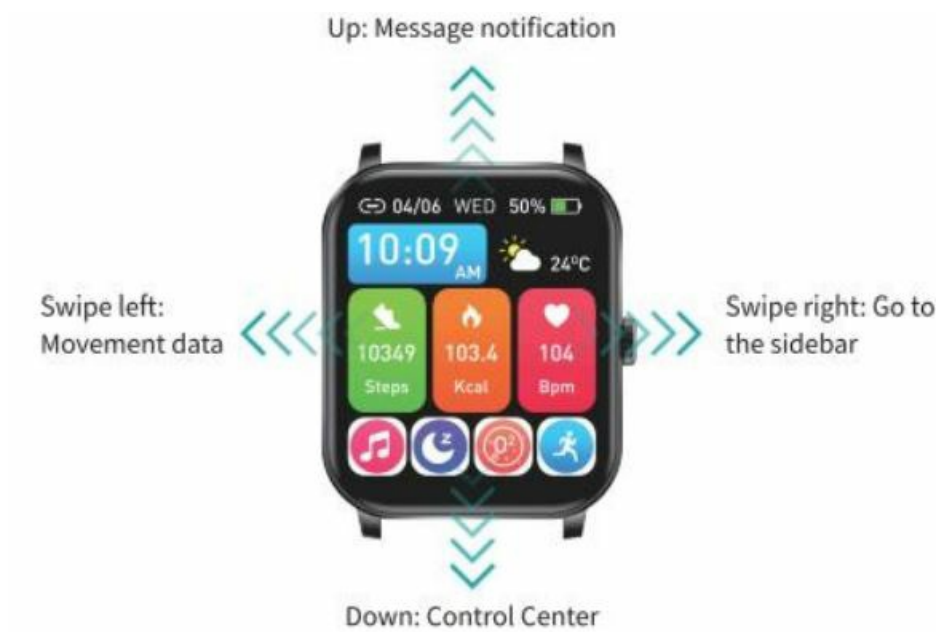 Up: Message notification
04/06 WED 50%
10:09
AM
24°C
Swipe left:
Movement data
Swipe right: Go to
the sidebar
10349 103.4 104
Steps Kcal Bpm
z
O²
Down: Control Center